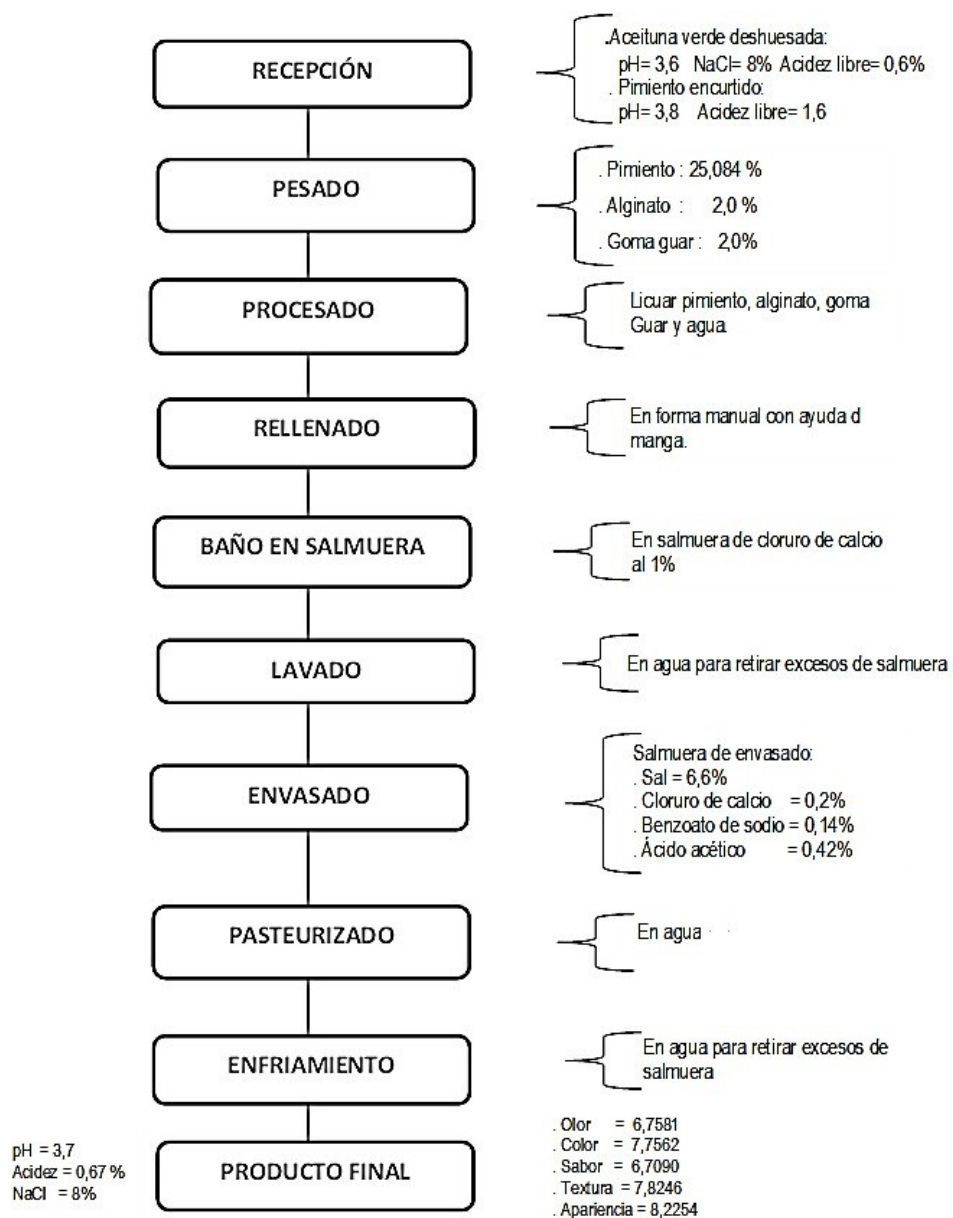 RECEPCIÓN
.Aceituna verde deshuesada:
pH= 3,6 NaCl= 8% Acidez libre= 0,6%
. Pimiento encurtido:
pH= 3,8 Acidez libre= 1,6
PESADO
. Pimiento : 25,084 %
. Alginato : 2,0 %
. Goma guar : 2,0%
PROCESADO
Licuar pimiento, alginato, goma
Guar y agua.
RELLENADO
En forma manual con ayuda d
manga.
BAÑO EN SALMUERA
En salmuera de cloruro de calcio
al 1%
LAVADO
En agua para retirar excesos de salmuera
ENVASADO
Salmuera de envasado:
. Sal = 6,6%
. Cloruro de calcio = 0,2%
. Benzoato de sodio = 0,14%
. Ácido acético = 0,42%
PASTEURIZADO
En agua
ENFRIAMIENTO
En agua para retirar excesos de
salmuera
pH = 3,7
Acidez = 0,67 %
NaCl = 8%
PRODUCTO FINAL
. Olor = 6,7581
. Color = 7,7562
. Sabor = 6,7090
. Textura = 7,8246
. Apariencia = 8,2254